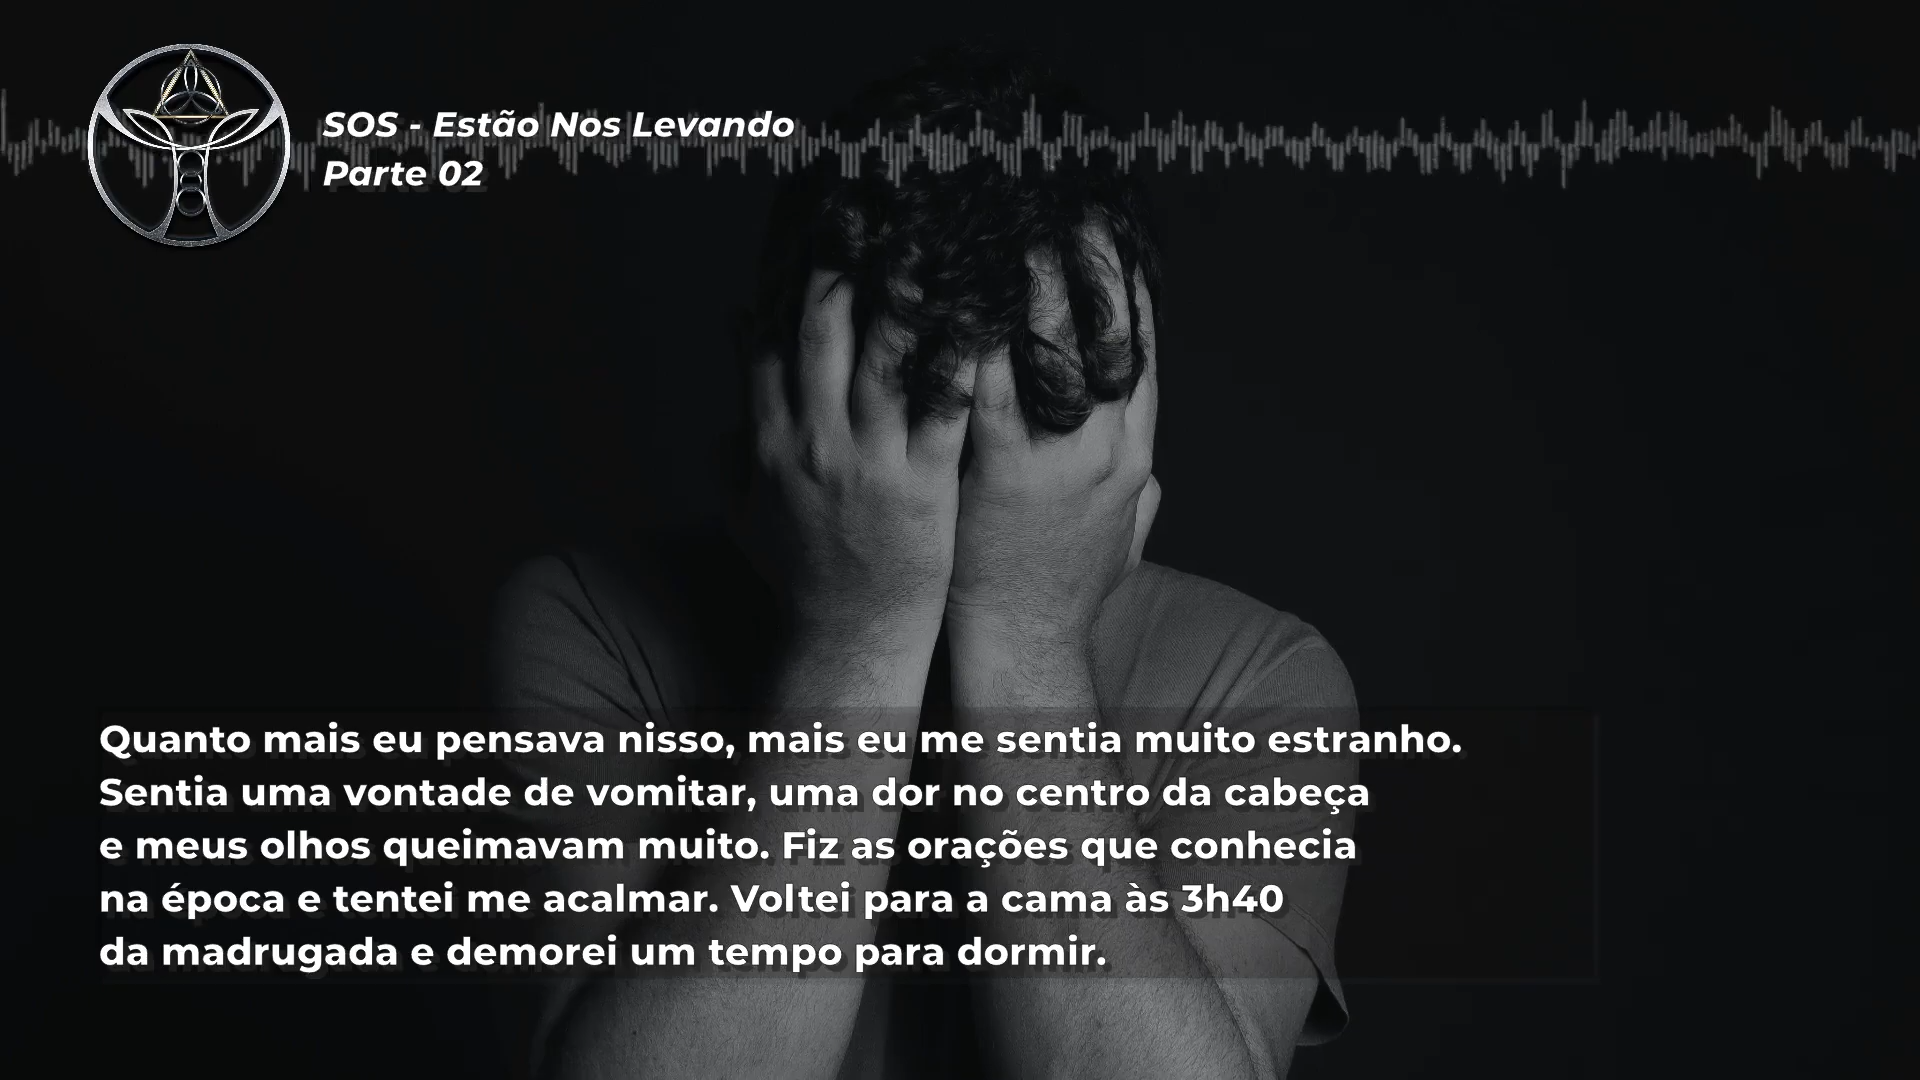 SOS - Estão Nos Levando
Parte 02
Quanto mais eu pensava nisso, mais eu me sentia muito estranho.
Sentia uma vontade de vomitar, uma dor no centro da cabeça
e meus olhos queimavam muito. Fiz as orações que conhecia
na época e tentei me acalmar. Voltei para a cama às 3h40
da madrugada e demorei um tempo para dormir.